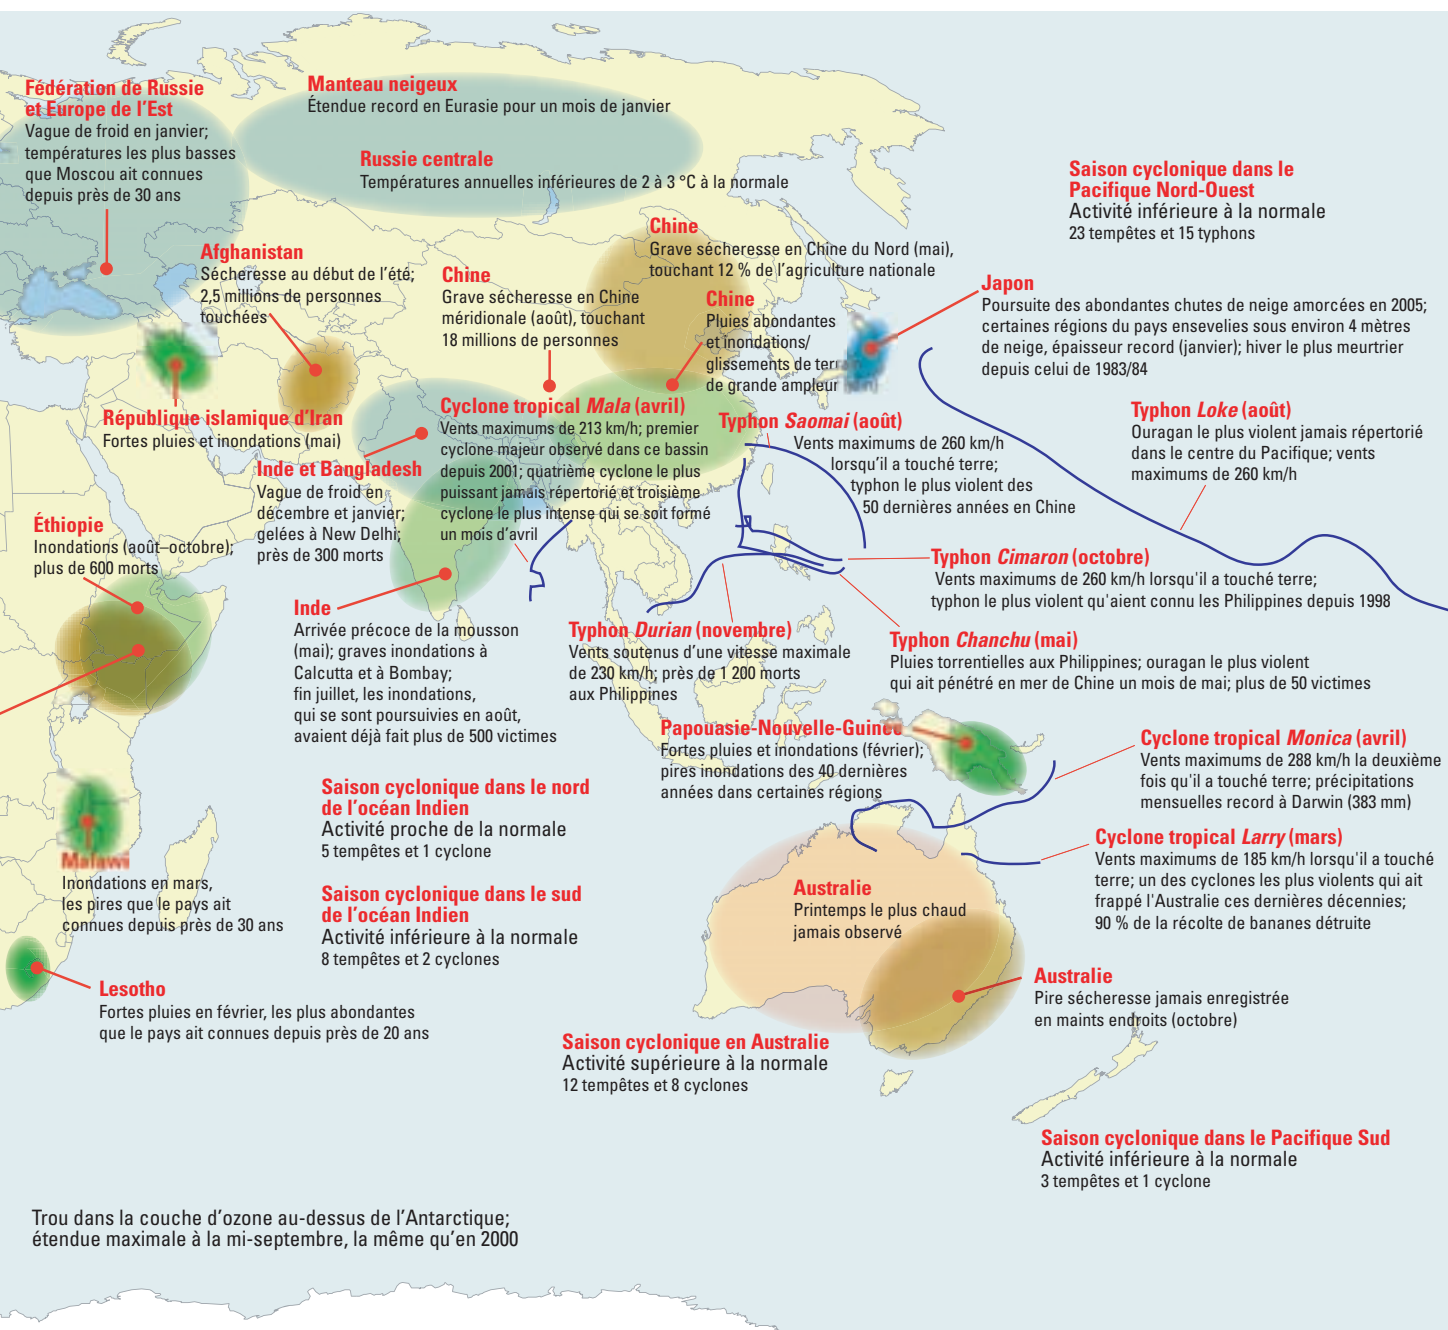 Fédération de Russie
et Europe de l'Est
Vague de froid en janvier;
températures les plus basses
que Moscou ait connues
depuis près de 30 ans
Manteau neigeux
Étendue record en Eurasie pour un mois de janvier
Russie centrale
Températures annuelles inférieures de 2 à 3 °C à la normale
Saison cyclonique dans le
Pacifique Nord-Ouest
Activité inférieure à la normale
23 tempêtes et 15 typhons
Afghanistan
Sécheresse au début de l'été;
2,5 millions de personnes
touchées
Chine
Grave sécheresse en Chine
méridionale (août), touchant
18 millions de personnes
Chine
Grave sécheresse en Chine du Nord (mai),
touchant 12 % de l'agriculture nationale
Chine
Pluies abondantes
et inondations/
glissements de terrain
de grande ampleur
Japon
Poursuite des abondantes chutes de neige amorcées en 2005;
certaines régions du pays ensevelies sous environ 4 mètres
de neige, épaisseur record (janvier); hiver le plus meurtrier
depuis celui de 1983/84
République islamique d'Iran
Fortes pluies et inondations (mai)
Inde et Bangladesh
Vague de froid en
décembre et janvier;
gelées à New Delhi;
près de 300 morts
Cyclone tropical Mala (avril)
Vents maximums de 213 km/h; premier
cyclone majeur observé dans ce bassin
depuis 2001; quatrième cyclone le plus
puissant jamais répertorié et troisième
cyclone le plus intense qui se soit formé
un mois d'avril
Typhon Saomai (août)
Vents maximums de 260 km/h
lorsqu'il a touché terre;
typhon le plus violent des
50 dernières années en Chine
Typhon Loke (août)
Ouragan le plus violent jamais répertorié
dans le centre du Pacifique; vents
maximums de 260 km/h
Éthiopie
Inondations (août–octobre);
plus de 600 morts
Inde
Arrivée précoce de la mousson
(mai); graves inondations à
Calcutta et à Bombay;
fin juillet, les inondations,
qui se sont poursuivies en août,
avaient déjà fait plus de 500 victimes
Typhon Cimaron (octobre)
Vents maximums de 260 km/h lorsqu'il a touché terre;
typhon le plus violent qu'aient connu les Philippines depuis 1998
Typhon Durian (novembre)
Vents soutenus d'une vitesse maximale
de 230 km/h; près de 1 200 morts
aux Philippines
Typhon Chanchu (mai)
Pluies torrentielles aux Philippines; ouragan le plus violent
qui ait pénétré en mer de Chine un mois de mai; plus de 50 victimes
Papouasie-Nouvelle-Guinée
Fortes pluies et inondations (février);
pires inondations des 40 dernières
années dans certaines régions
Cyclone tropical Monica (avril)
Vents maximums de 288 km/h la deuxième
fois qu'il a touché terre; précipitations
mensuelles record à Darwin (383 mm)
Saison cyclonique dans le nord
de l'océan Indien
Activité proche de la normale
5 tempêtes et 1 cyclone
Cyclone tropical Larry (mars)
Vents maximums de 185 km/h lorsqu'il a touché
terre; un des cyclones les plus violents qui ait
frappé l'Australie ces dernières décennies;
90 % de la récolte de bananes détruite
Malawi
Inondations en mars,
les pires que le pays ait
connues depuis près de 30 ans
Saison cyclonique dans le sud
de l'océan Indien
Activité inférieure à la normale
8 tempêtes et 2 cyclones
Australie
Printemps le plus chaud
jamais observé
Lesotho
Fortes pluies en février, les plus abondantes
que le pays ait connues depuis près de 20 ans
Australie
Pire sécheresse jamais enregistrée
en maints endroits (octobre)
Saison cyclonique en Australie
Activité supérieure à la normale
12 tempêtes et 8 cyclones
Saison cyclonique dans le Pacifique Sud
Activité inférieure à la normale
3 tempêtes et 1 cyclone
Trou dans la couche d'ozone au-dessus de l'Antarctique;
étendue maximale à la mi-septembre, la même qu'en 2000